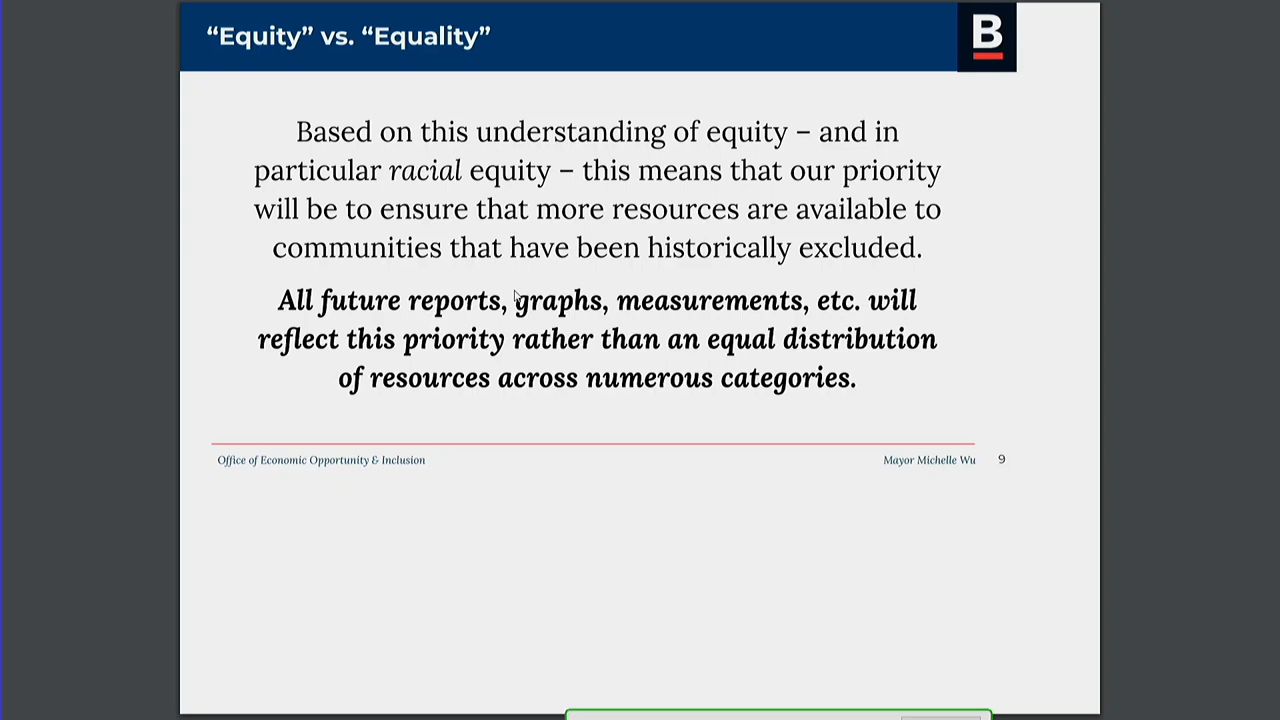 “Equity” vs. “Equality”
B
Based on this understanding of equity – and in
particular racial equity – this means that our priority
will be to ensure that more resources are available to
communities that have been historically excluded.
All future reports, graphs, measurements, etc. will
reflect this priority rather than an equal distribution
of resources across numerous categories.
Office of Economic Opportunity & Inclusion
Mayor Michelle Wu
9